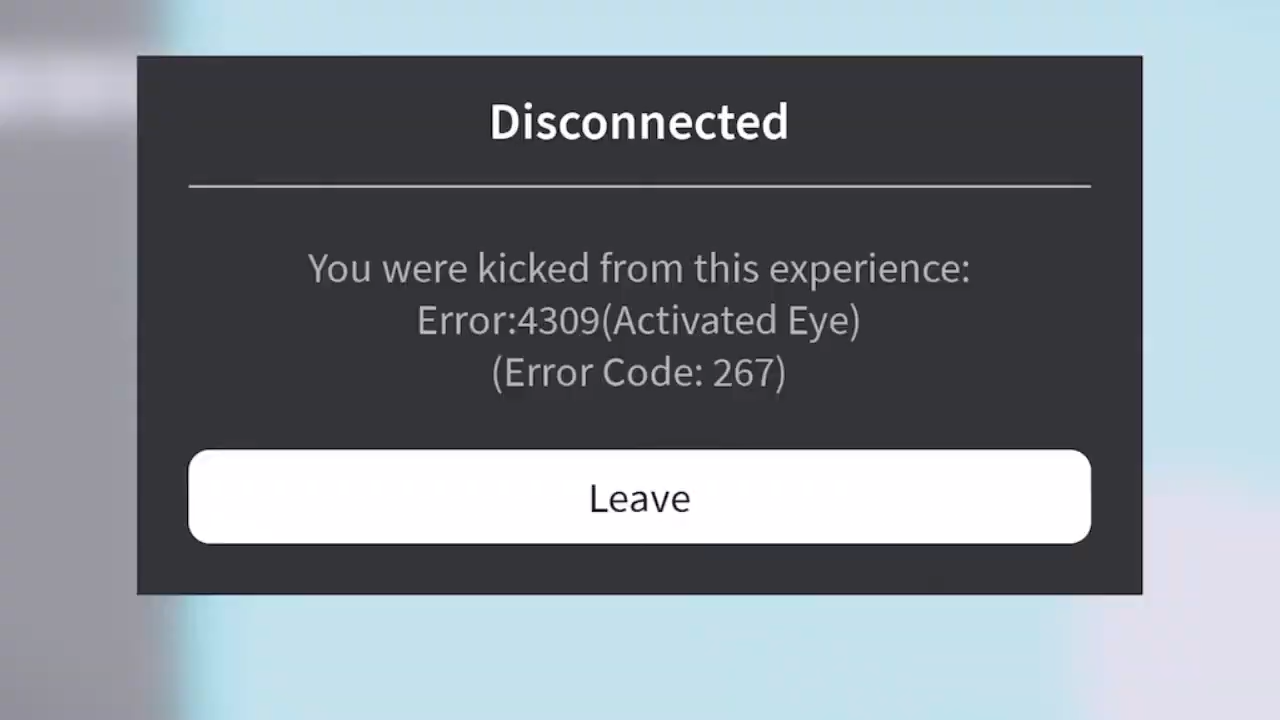 Disconnected
You were kicked from this experience:
Error:4309(Activated Eye)
(Error Code: 267)
Leave